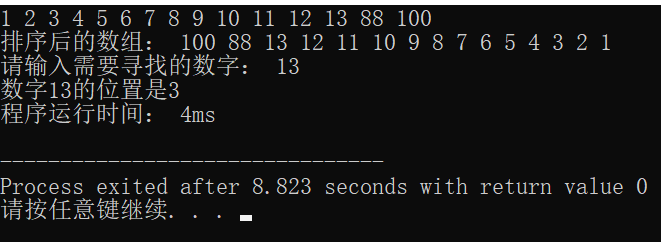 1 2 3 4 5 6 7 8 9 10 11 12 13 88 100
排序后的数组： 100 88 13 12 11 10 9 8 7 6 5 4 3 2 1
请输入需要寻找的数字： 13
数字13的位置是3
程序运行时间： 4ms
--------------------------------
Process exited after 8.823 seconds with return value 0
请按任意键继续. . .